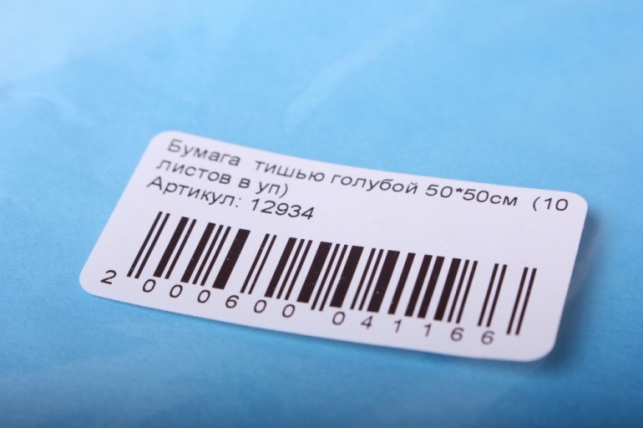 Бумага тишью голубой 50*50см (10
листов в уп)
Артикул: 12934
2 000600 041166